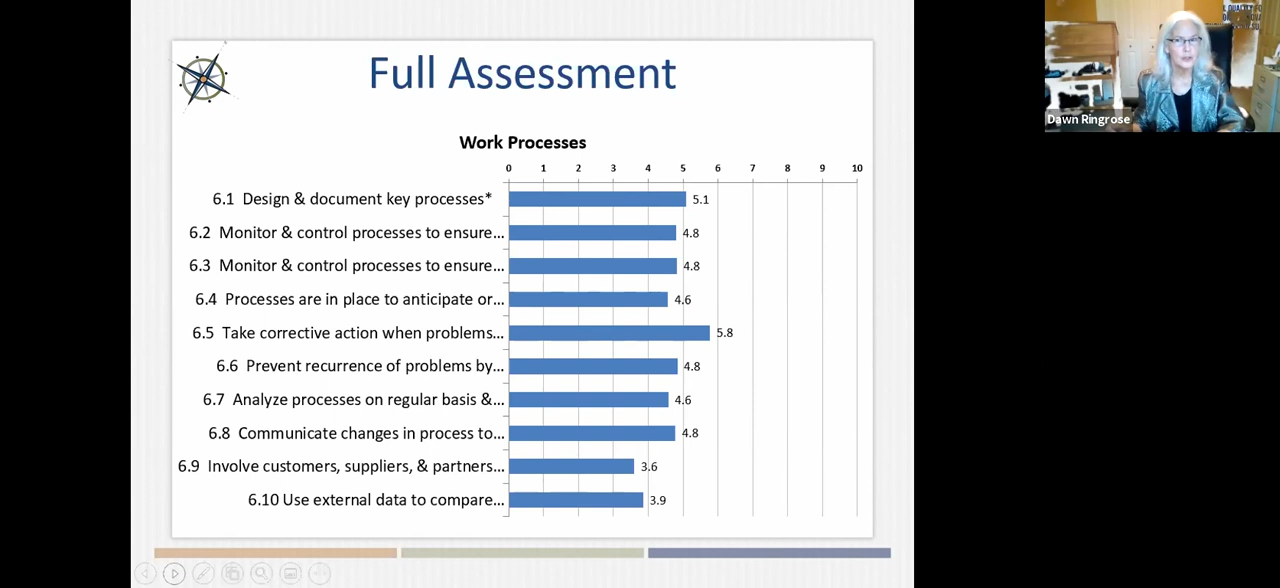 Full Assessment
Work Processes
0 1 2 3 4 5 6 7 8 9 10
6.1 Design & document key processes* 5.1
6.2 Monitor & control processes to ensure... 4.8
6.3 Monitor & control processes to ensure... 4.8
6.4 Processes are in place to anticipate or... 4.6
6.5 Take corrective action when problems... 5.8
6.6 Prevent recurrence of problems by... 4.8
6.7 Analyze processes on regular basis &... 4.6
6.8 Communicate changes in process to... 4.8
6.9 Involve customers, suppliers, & partners... 3.6
6.10 Use external data to compare... 3.9
Dawn Ringrose